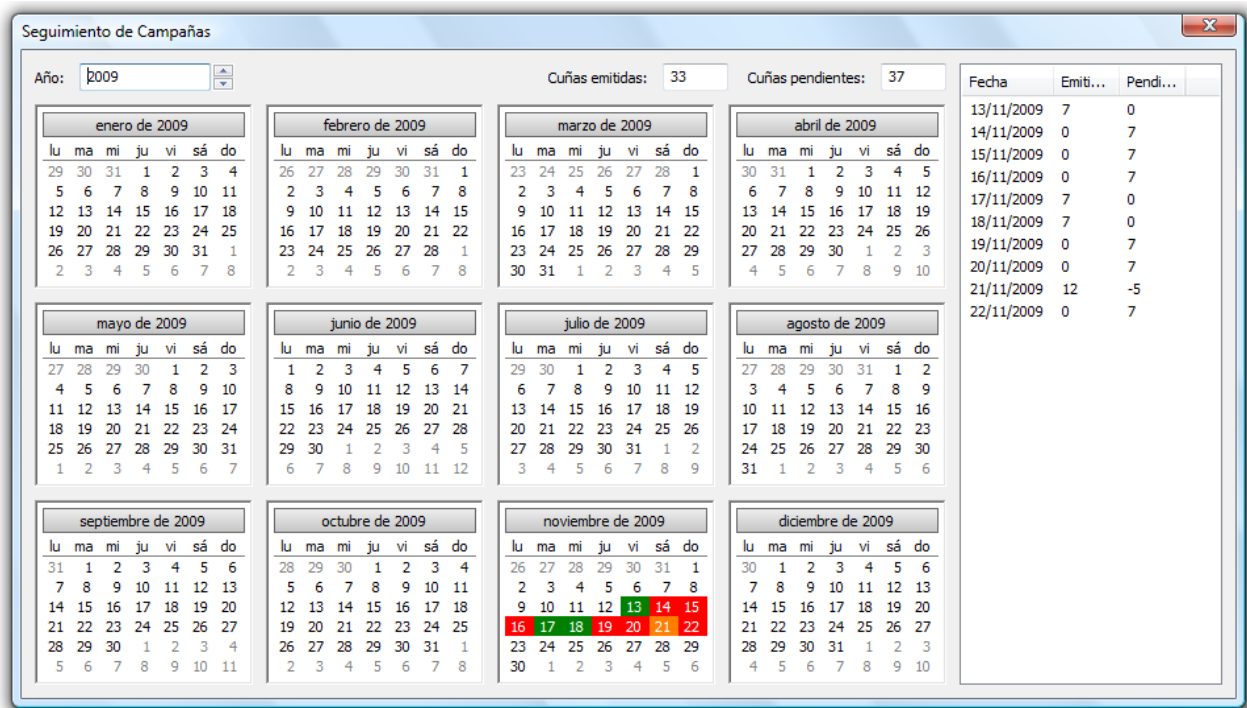 Seguimiento de Campañas
Año: 2009 Cuñas emitidas: 33 Cuñas pendientes: 37
enero de 2009
lu ma mi ju vi sá do
29 30 31 1 2 3 4
5 6 7 8 9 10 11
12 13 14 15 16 17 18
19 20 21 22 23 24 25
26 27 28 29 30 31 1
2 3 4 5 6 7 8
febrero de 2009
lu ma mi ju vi sá do
26 27 28 29 30 31 1
2 3 4 5 6 7 8
9 10 11 12 13 14 15
16 17 18 19 20 21 22
23 24 25 26 27 28 1
2 3 4 5 6 7 8
marzo de 2009
lu ma mi ju vi sá do
23 24 25 26 27 28 1
2 3 4 5 6 7 8
9 10 11 12 13 14 15
16 17 18 19 20 21 22
23 24 25 26 27 28 29
30 31 1 2 3 4 5
abril de 2009
lu ma mi ju vi sá do
30 31 1 2 3 4 5
6 7 8 9 10 11 12
13 14 15 16 17 18 19
20 21 22 23 24 25 26
27 28 29 30 1 2 3
4 5 6 7 8 9 10
mayo de 2009
lu ma mi ju vi sá do
27 28 29 30 1 2 3
4 5 6 7 8 9 10
11 12 13 14 15 16 17
18 19 20 21 22 23 24
25 26 27 28 29 30 31
1 2 3 4 5 6 7
junio de 2009
lu ma mi ju vi sá do
1 2 3 4 5 6 7
8 9 10 11 12 13 14
15 16 17 18 19 20 21
22 23 24 25 26 27 28
29 30 1 2 3 4 5
6 7 8 9 10 11 12
julio de 2009
lu ma mi ju vi sá do
29 30 1 2 3 4 5
6 7 8 9 10 11 12
13 14 15 16 17 18 19
20 21 22 23 24 25 26
27 28 29 30 31 1 2
3 4 5 6 7 8 9
agosto de 2009
lu ma mi ju vi sá do
27 28 29 30 31 1 2
3 4 5 6 7 8 9
10 11 12 13 14 15 16
17 18 19 20 21 22 23
24 25 26 27 28 29 30
31 1 2 3 4 5 6
septiembre de 2009
lu ma mi ju vi sá do
31 1 2 3 4 5 6
7 8 9 10 11 12 13
14 15 16 17 18 19 20
21 22 23 24 25 26 27
28 29 30 1 2 3 4
5 6 7 8 9 10 11
octubre de 2009
lu ma mi ju vi sá do
28 29 30 1 2 3 4
5 6 7 8 9 10 11
12 13 14 15 16 17 18
19 20 21 22 23 24 25
26 27 28 29 30 31 1
2 3 4 5 6 7 8
noviembre de 2009
lu ma mi ju vi sá do
26 27 28 29 30 31 1
2 3 4 5 6 7 8
9 10 11 12 13 14 15
16 17 18 19 20 21 22
23 24 25 26 27 28 29
30 1 2 3 4 5 6
diciembre de 2009
lu ma mi ju vi sá do
30 1 2 3 4 5 6
7 8 9 10 11 12 13
14 15 16 17 18 19 20
21 22 23 24 25 26 27
28 29 30 31 1 2 3
4 5 6 7 8 9 10
Fecha Emiti... Pendi...
13/11/2009 7 0
14/11/2009 0 7
15/11/2009 0 7
16/11/2009 0 7
17/11/2009 7 0
18/11/2009 7 0
19/11/2009 0 7
20/11/2009 0 7
21/11/2009 12 -5
22/11/2009 0 7